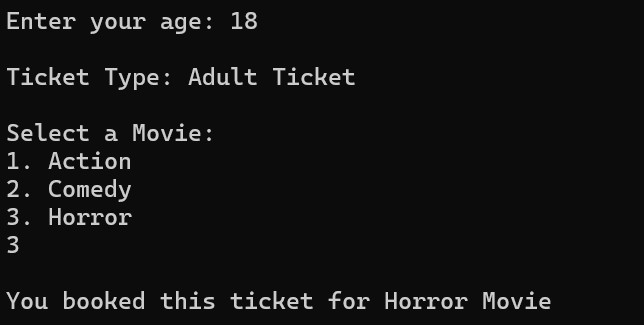 Enter your age: 18
Ticket Type: Adult Ticket
Select a Movie:
1. Action
2. Comedy
3. Horror
3
You booked this ticket for Horror Movie